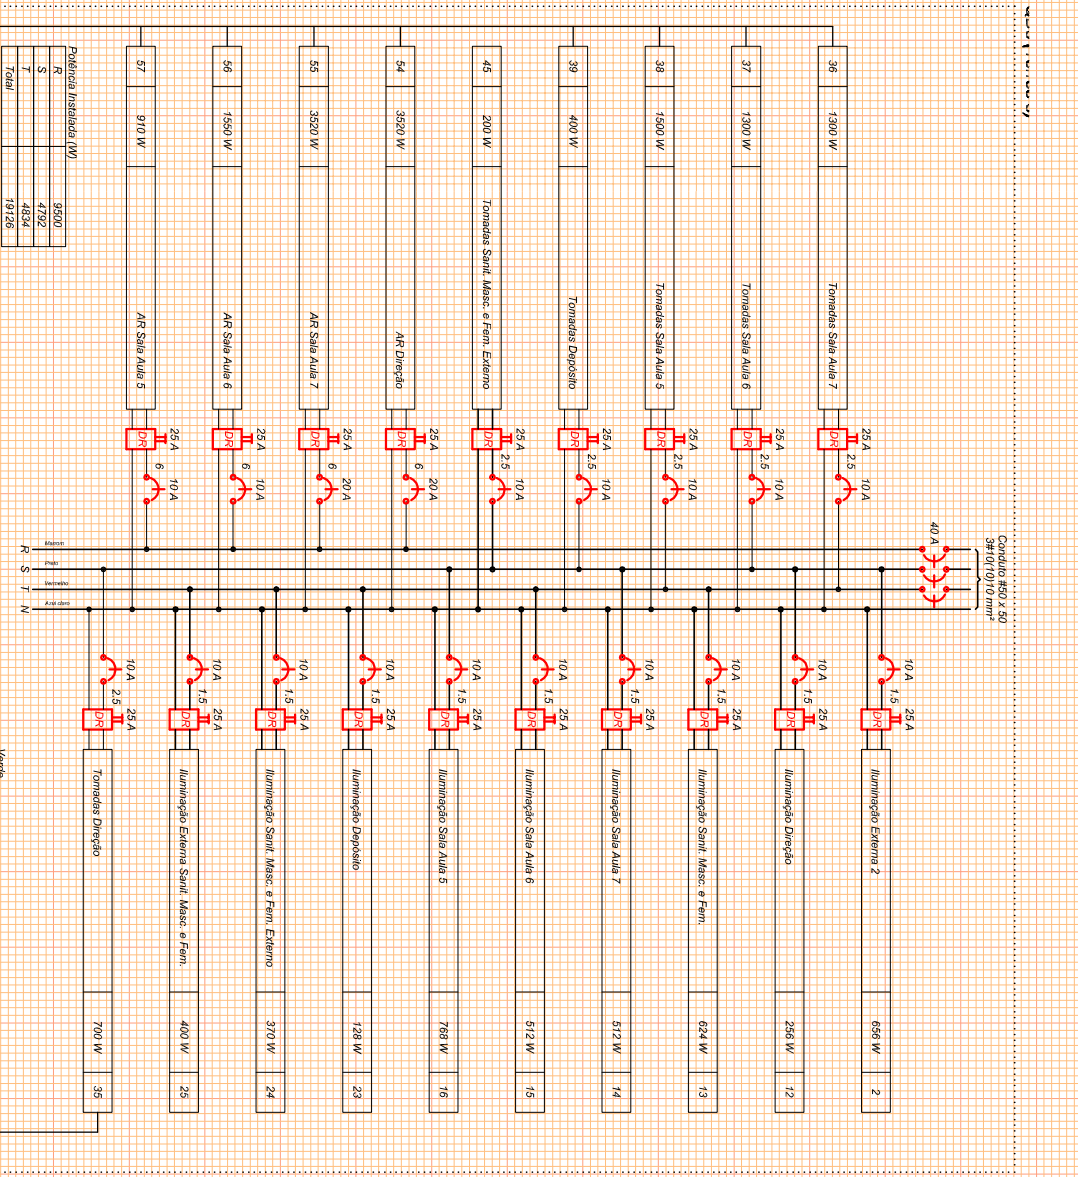 36
1300 W
Tomadas Sala Aula 7
25 A
2.5
10 A
37
1300 W
Tomadas Sala Aula 6
25 A
2.5
10 A
38
1500 W
Tomadas Sala Aula 5
25 A
2.5
10 A
39
400 W
Tomadas Depósito
25 A
2.5
10 A
45
200 W
Tomadas Sanit. Masc. e Fem. Externo
25 A
2.5
10 A
54
3520 W
AR Direção
25 A
6
20 A
55
3520 W
AR Sala Aula 7
25 A
6
20 A
56
1550 W
AR Sala Aula 6
25 A
6
10 A
57
910 W
AR Sala Aula 5
25 A
6
10 A
DR
DR
DR
DR
DR
DR
DR
DR
DR
Potência Instalada (W)
R 9500
S 4792
T 4834
Total 19126
Conduto #50 x 50
3#10(10)10 mm²
40 A
R Marrom
S Preto
T Vermelho
N Azul claro
10 A
1.5
25 A
DR
Iluminação Externa 2
656 W
2
10 A
1.5
25 A
DR
Iluminação Direção
256 W
12
10 A
1.5
25 A
DR
Iluminação Sanit. Masc. e Fem.
624 W
13
10 A
1.5
25 A
DR
Iluminação Sala Aula 7
512 W
14
10 A
1.5
25 A
DR
Iluminação Sala Aula 6
512 W
15
10 A
1.5
25 A
DR
Iluminação Sala Aula 5
768 W
16
10 A
1.5
25 A
DR
Iluminação Depósito
128 W
23
10 A
1.5
25 A
DR
Iluminação Sanit. Masc. e Fem. Externo
370 W
24
10 A
1.5
25 A
DR
Iluminação Externa Sanit. Masc. e Fem.
400 W
25
10 A
2.5
25 A
DR
Tomadas Direção
700 W
35